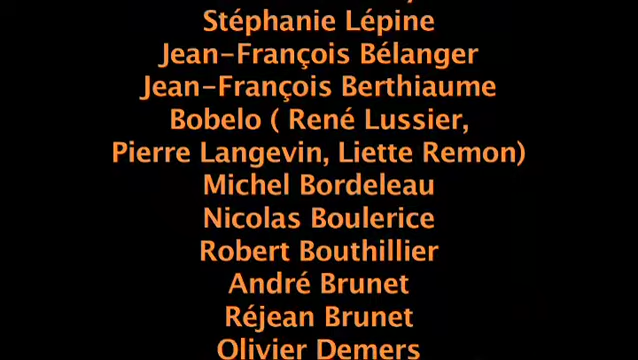 Stéphanie Lépine
Jean-François Bélanger
Jean-François Berthiaume
Bobelo ( René Lussier,
Pierre Langevin, Liette Remon)
Michel Bordeleau
Nicolas Boulerice
Robert Bouthillier
André Brunet
Réjean Brunet
Olivier Demers